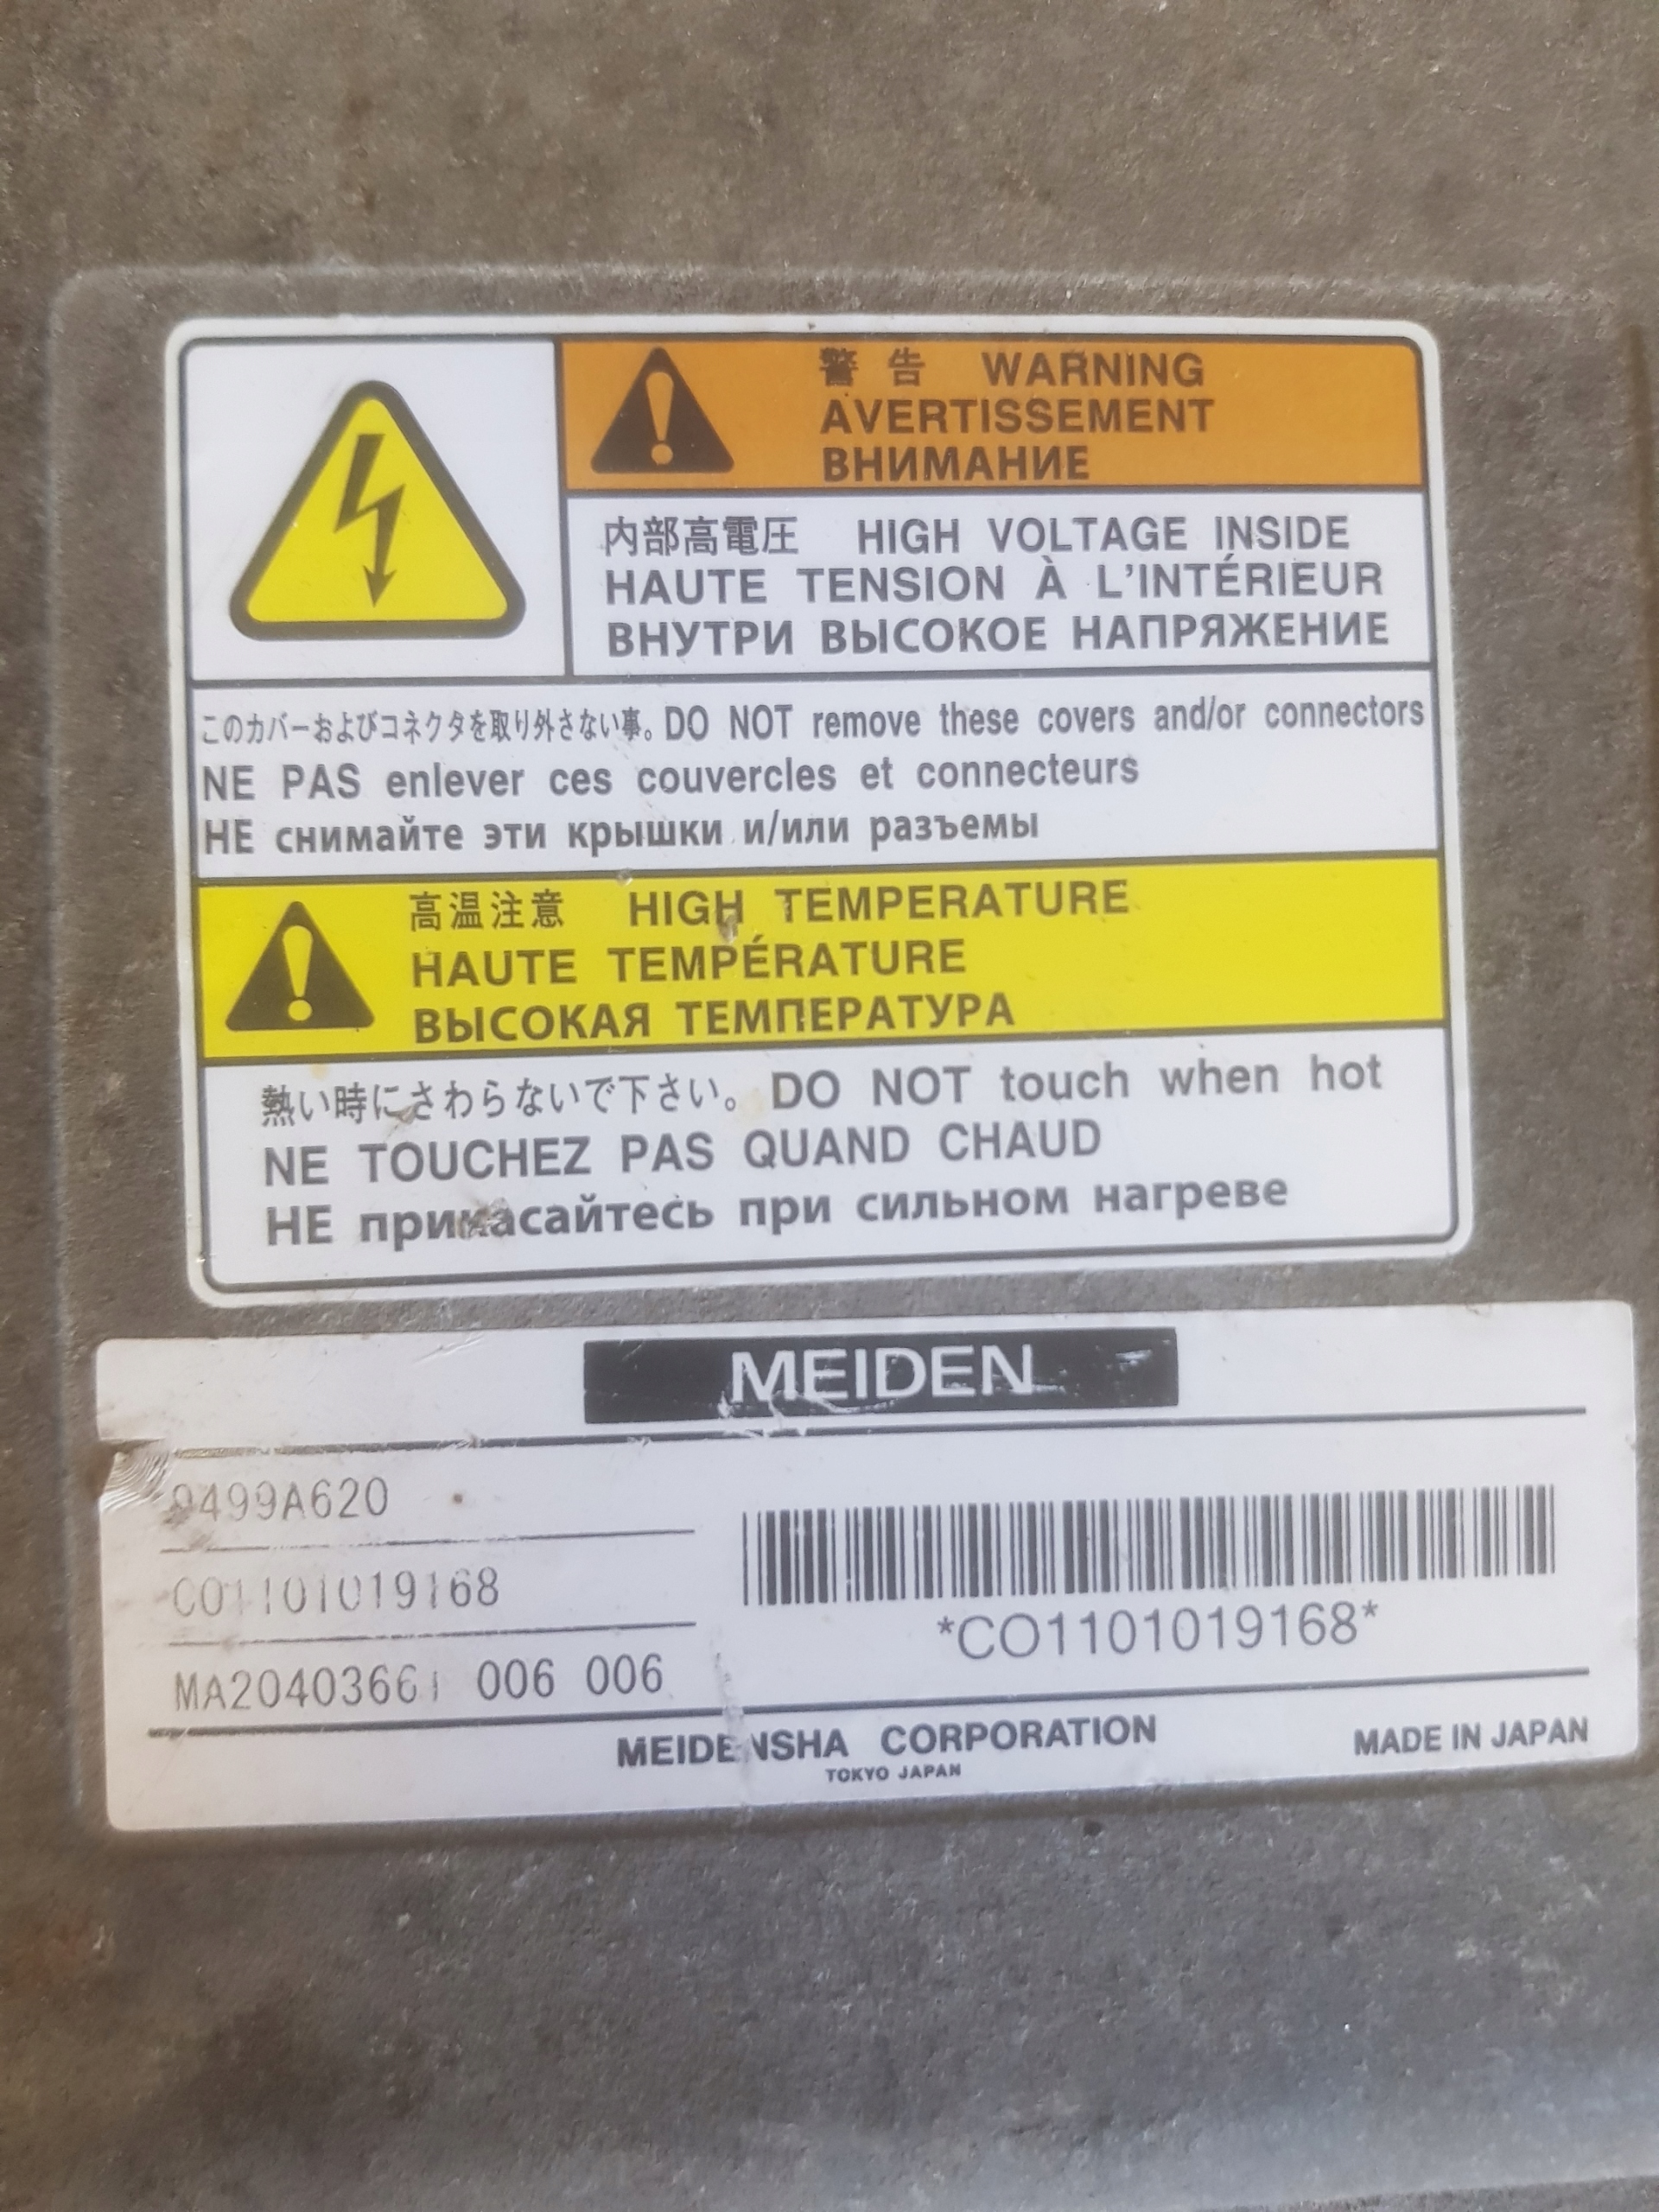 警告 WARNING
AVERTISSEMENT
ВНИМАНИЕ
内部高電圧 HIGH VOLTAGE INSIDE
HAUTE TENSION À L'INTÉRIEUR
ВНУТРИ ВЫСОКОЕ НАПРЯЖЕНИЕ
このカバーおよびコネクタを取り外さない事。DO NOT remove these covers and/or connectors
NE PAS enlever ces couvercles et connecteurs
НЕ снимайте эти крышки и/или разъемы
高温注意 HIGH TEMPERATURE
HAUTE TEMPÉRATURE
ВЫСОКАЯ ТЕМПЕРАТУРА
熱い時にさわらないで下さい。DO NOT touch when hot
NE TOUCHEZ PAS QUAND CHAUD
НЕ прикасайтесь при сильном нагреве
MEIDEN
9499A620
CO1101019168
MA20403661 006 006
*CO1101019168*
MEIDENSHA CORPORATION
TOKYO JAPAN
MADE IN JAPAN